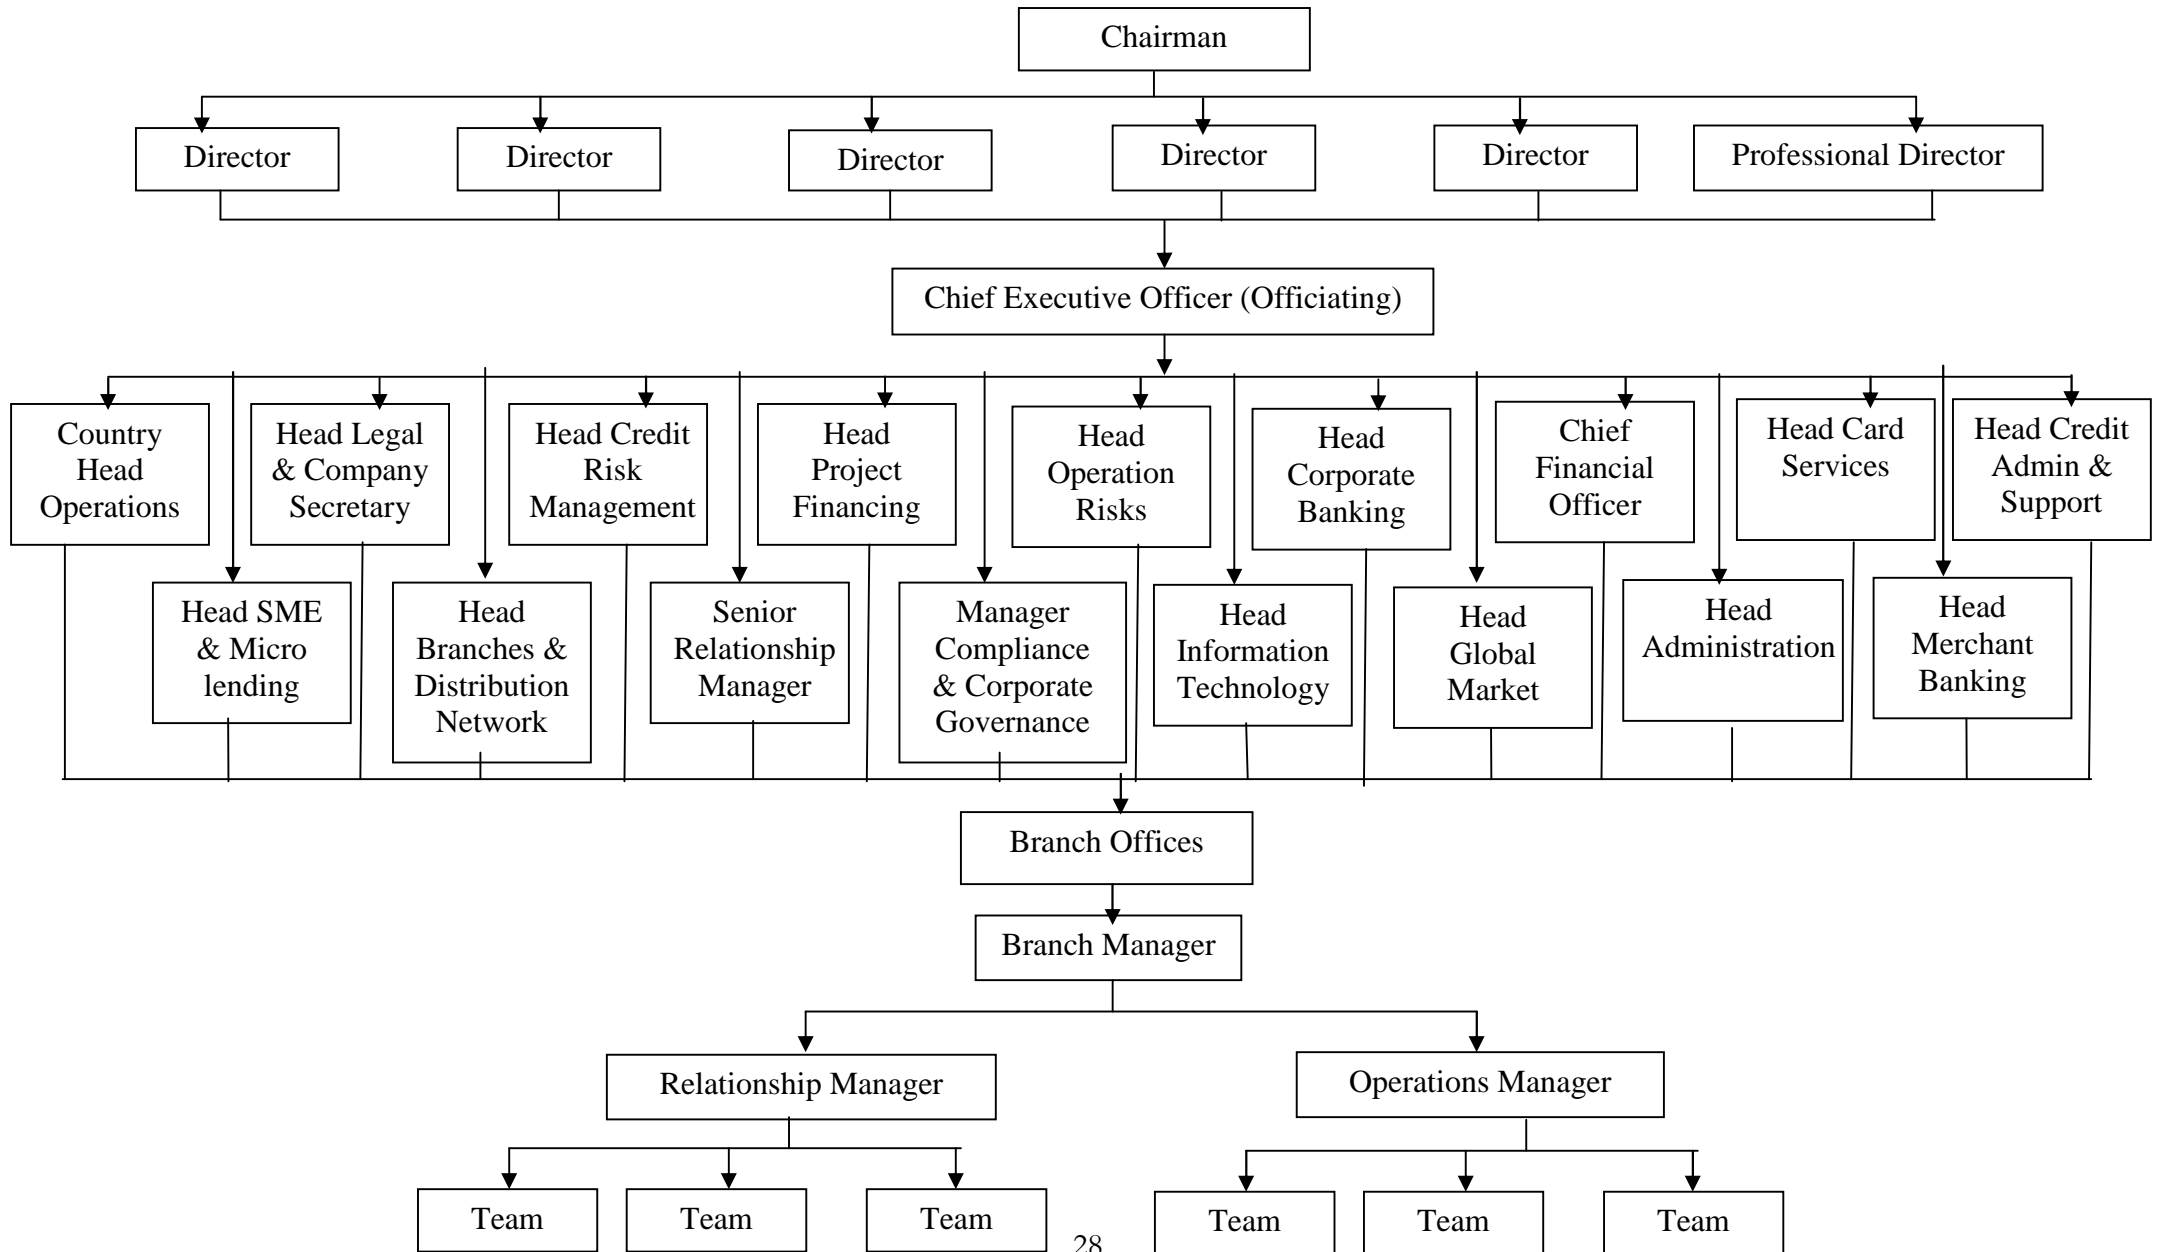 Chairman
Director
Director
Director
Director
Director
Professional Director
Chief Executive Officer (Officiating)
Country
Head
Operations
Head Legal
& Company
Secretary
Head Credit
Risk
Management
Head
Project
Financing
Head
Operation
Risks
Head
Corporate
Banking
Chief
Financial
Officer
Head Card
Services
Head Credit
Admin &
Support
Head SME
& Micro
lending
Head
Branches &
Distribution
Network
Senior
Relationship
Manager
Manager
Compliance
& Corporate
Governance
Head
Information
Technology
Head
Global
Market
Head
Administration
Head
Merchant
Banking
Branch Offices
Branch Manager
Relationship Manager
Operations Manager
Team
Team
Team
Team
Team
Team
28